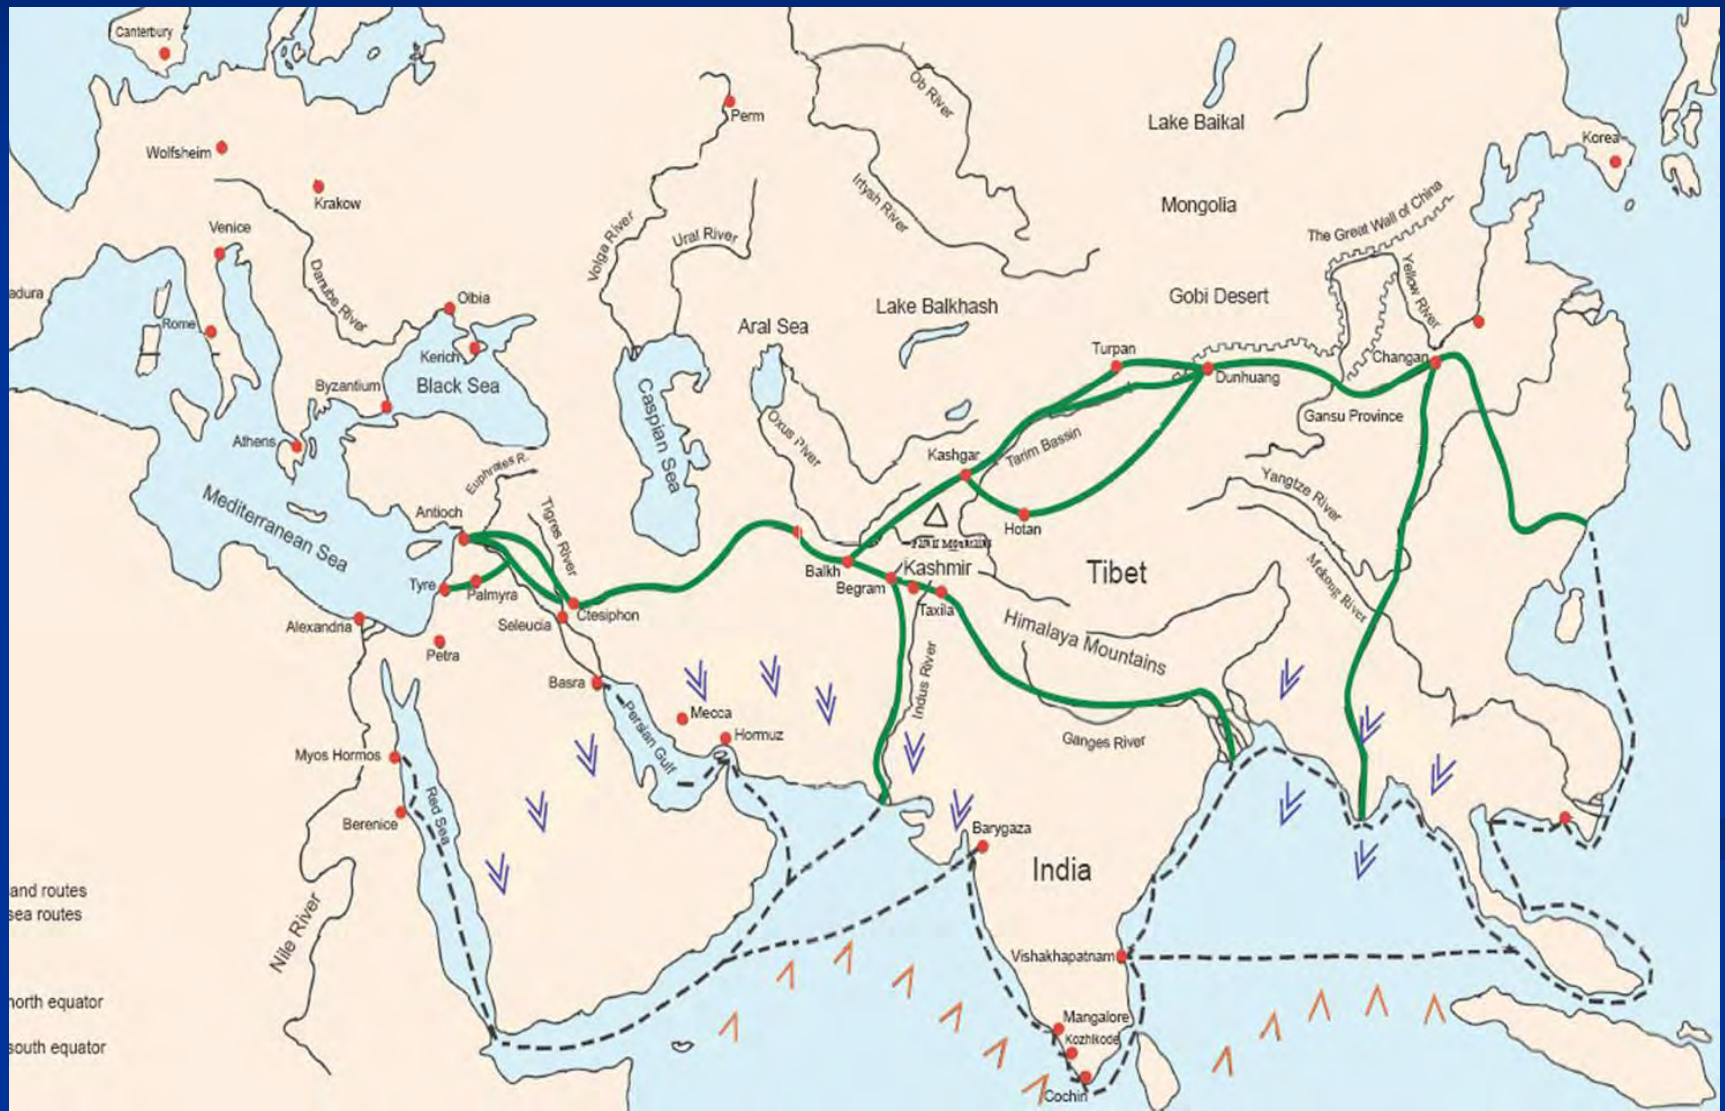 Canterbury
Perm
Ob River
Lake Baikal
Korea
Wolfsheim
Krakow
Irtysh River
Mongolia
The Great Wall of China
Venice
Volga River
Ural River
Danube River
adura
Olbia
Lake Balkhash
Gobi Desert
Yellow River
Rome
Aral Sea
Kerich
Turpan
Changan
Dunhuang
Byzantium
Black Sea
Caspian Sea
Oxus River
Gansu Province
Athens
Kashgar
Tarim Bassin
Euphrates R.
Yangtze River
Mediterranean Sea
Antioch
Tigres River
Hotan
Balkh
Kashmir
Tibet
Mekong River
Tyre
Palmyra
Begram
Taxila
Alexandria
Seleucia
Ctesiphon
Himalaya Mountains
Petra
Basra
Indus River
Persian Gulf
Mecca
Hormuz
Ganges River
Myos Hormos
Red Sea
Berenice
Barygaza
India
and routes
sea routes
Nile River
Vishakhapatnam
north equator
Mangalore
Kozhikode
south equator
Cochin